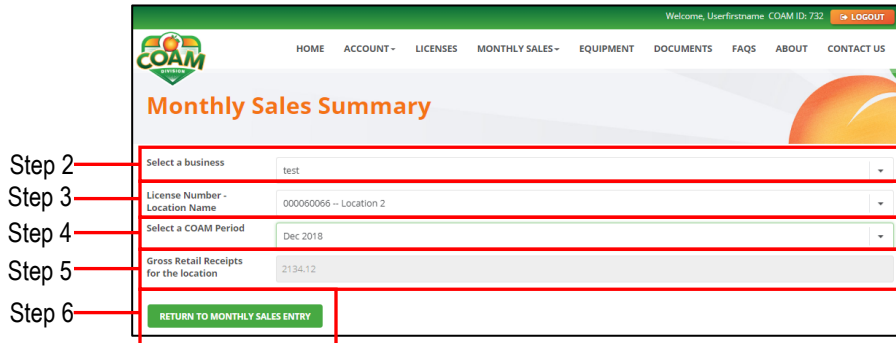 Welcome, Userfirstname COAM ID: 732 LOGOUT
COAM
DIVISION
HOME ACCOUNT LICENSES MONTHLY SALES EQUIPMENT DOCUMENTS FAQS ABOUT CONTACT US
Monthly Sales Summary
Step 2 Select a business test
Step 3 License Number -
Location Name 000060066 -- Location 2
Step 4 Select a COAM Period Dec 2018
Step 5 Gross Retail Receipts
for the location 2134.12
Step 6 RETURN TO MONTHLY SALES ENTRY